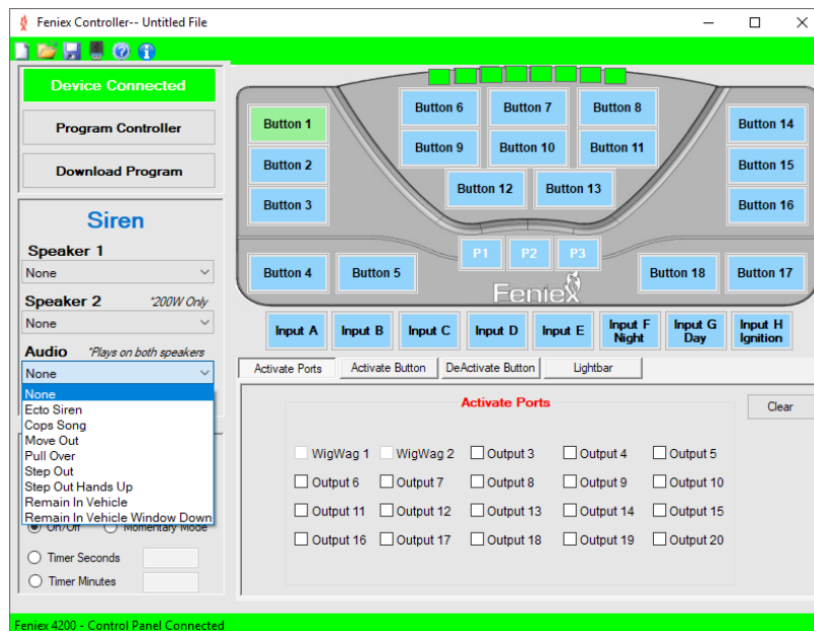 Feniex Controller-- Untitled File
Device Connected
Program Controller
Download Program
Siren
Speaker 1
None
Speaker 2 *200W Only
None
Audio *Plays on both speakers
None
None
Ecto Siren
Cops Song
Move Out
Pull Over
Step Out
Step Out Hands Up
Remain In Vehicle
Remain In Vehicle Window Down
On/Off Momentary Mode
Timer Seconds
Timer Minutes
Button 6 Button 7 Button 8
Button 1 Button 14
Button 9 Button 10 Button 11
Button 2 Button 15
Button 12 Button 13
Button 3 Button 16
P1 P2 P3
Button 4 Button 5 Button 18 Button 17
Feniex
Input A Input B Input C Input D Input E Input F Night Input G Day Input H Ignition
Activate Ports Activate Button DeActivate Button Lightbar
Activate Ports
Clear
WigWag 1 WigWag 2 Output 3 Output 4 Output 5
Output 6 Output 7 Output 8 Output 9 Output 10
Output 11 Output 12 Output 13 Output 14 Output 15
Output 16 Output 17 Output 18 Output 19 Output 20
Feniex 4200 - Control Panel Connected